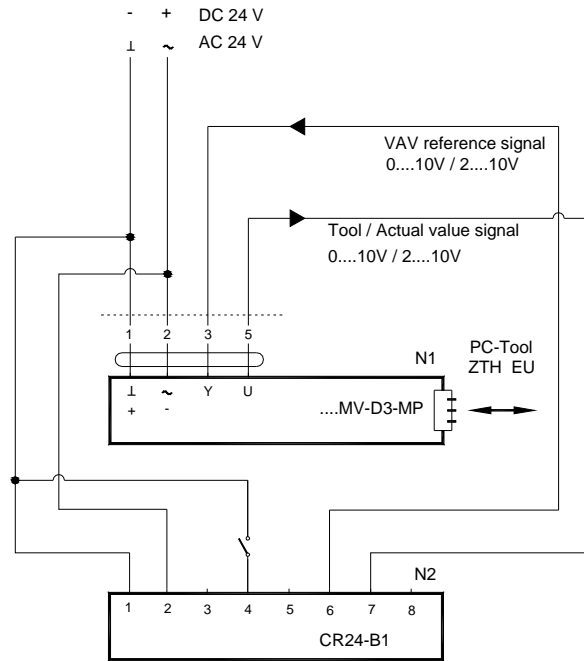 - + DC 24 V
⊥ ~ AC 24 V
VAV reference signal
0....10V / 2....10V
Tool / Actual value signal
0....10V / 2....10V
1 2 3 5
N1
PC-Tool
ZTH EU
⊥ ~ Y U
+ -
....MV-D3-MP
N2
1 2 3 4 5 6 7 8
CR24-B1